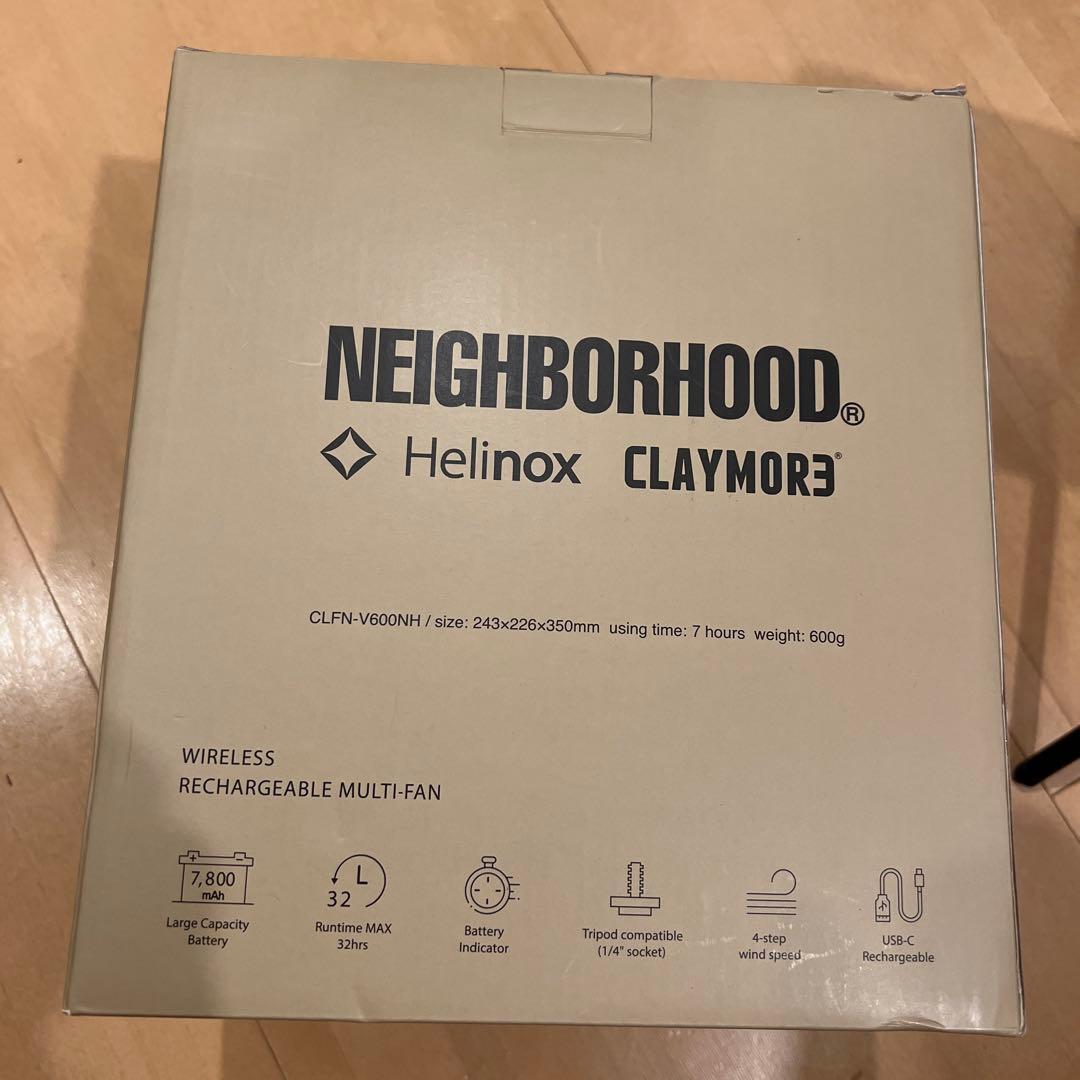 NEIGHBORHOOD®
Helinox CLAYMOR3®
CLFN-V600NH / size: 243×226×350mm using time: 7 hours weight: 600g
WIRELESS
RECHARGEABLE MULTI-FAN
+ −
7,800
mAh
Large Capacity
Battery
L
32
Runtime MAX
32hrs
Battery
Indicator
Tripod compatible
(1/4" socket)
4-step
wind speed
USB-C
Rechargeable